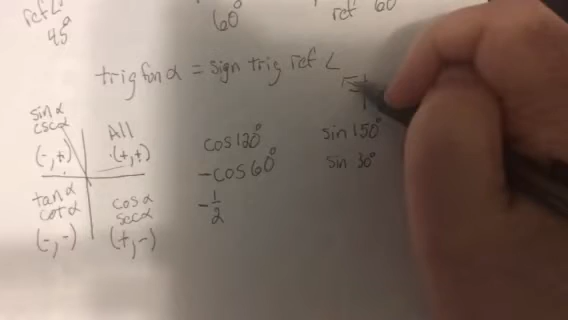 ref∠
45°
60°
ref 60
trig fcn α = sign trig ref ∠
sin α
csc α
(-,+)
All
(+,+)
tan α
cot α
(-,-)
cos α
sec α
(+,-)
cos 120°
-cos 60°
-1/2
sin 150°
sin 30°